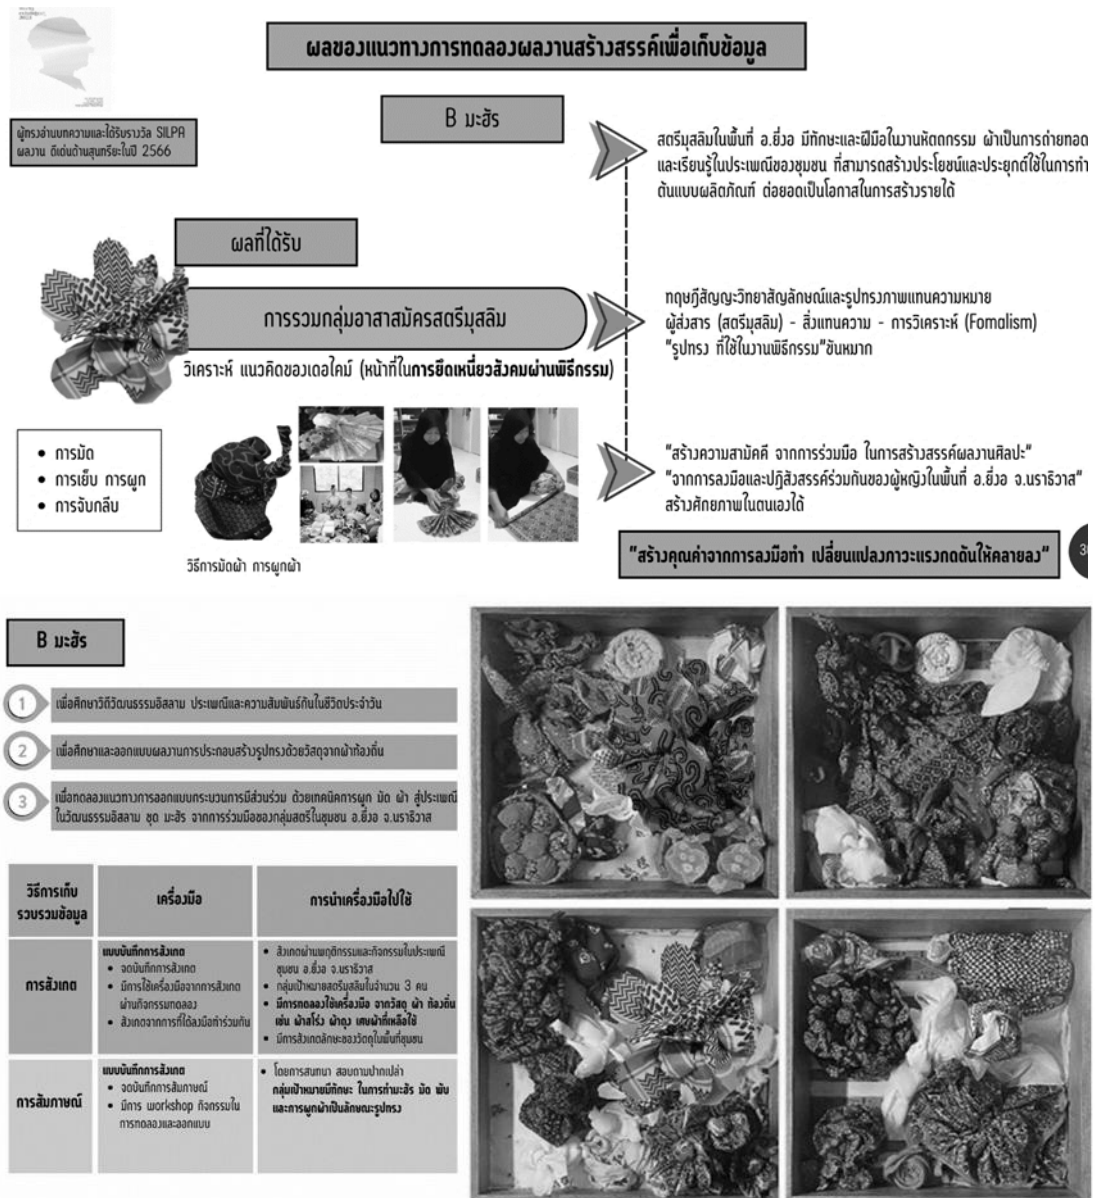 ผลของแนวทางการทดลองผลงานสร้างสรรค์เพื่อเก็บข้อมูล
ผู้ทรงอ่านบทความและได้รับรางวัล SILPA
ผลงาน ดีเด่นด้านสุนทรียะในปี 2566
B มะฮัร
สตรีมุสลิมในพื้นที่ อ.ยี่งอ มีทักษะและฝีมือในงานหัตถกรรม ผ้าเป็นการถ่ายทอด
และเรียนรู้ในประเพณีของชุมชน ที่สามารถสร้างประโยชน์และประยุกต์ใช้ในการทำ
ต้นแบบผลิตภัณฑ์ ต่อยอดเป็นโอกาสในการสร้างรายได้
ผลที่ได้รับ
การรวมกลุ่มอาสาสมัครสตรีมุสลิม
วิเคราะห์ แนวคิดของเดอไคม์ (หน้าที่ในการยึดเหนี่ยวสังคมผ่านพิธีกรรม)
ทฤษฎีสัญญะวิทยาสัญลักษณ์และรูปทรงภาพแทนความหมาย
ผู้ส่งสาร (สตรีมุสลิม) - สิ่งแทนความ - การวิเคราะห์ (Fomalism)
"รูปทรง ที่ใช้ในงานพิธีกรรม"ขันหมาก
• การมัด
• การเย็บ การผูก
• การจับกลีบ
วิธีการมัดผ้า การผูกผ้า
"สร้างความสามัคคี จากการร่วมมือ ในการสร้างสรรค์ผลงานศิลปะ"
"จากการลงมือและปฏิสังสรรค์ร่วมกันของผู้หญิงในพื้นที่ อ.ยี่งอ จ.นราธิวาส"
สร้างศักยภาพในตนเองได้
"สร้างคุณค่าจากการลงมือทำ เปลี่ยนแปลงภาวะแรงกดดันให้คลายลง"
B มะฮัร
1 เพื่อศึกษาวิถีวัฒนธรรมอิสลาม ประเพณีและความสัมพันธ์กันในชีวิตประจำวัน
2 เพื่อศึกษาและออกแบบผลงานการประกอบสร้างรูปทรงด้วยวัสดุจากผ้าท้องถิ่น
3 เพื่อทดลองแนวทางการออกแบบกระบวนการมีส่วนร่วม ด้วยเทคนิคการผูก มัด ผ้า สู่ประเพณี
ในวัฒนธรรมอิสลาม ชุด มะฮัร จากการร่วมมือของกลุ่มสตรีในชุมชน อ.ยี่งอ จ.นราธิวาส
วิธีการเก็บ
รวบรวมข้อมูล
เครื่องมือ
การนำเครื่องมือไปใช้
การสังเกต
แบบบันทึกการสังเกต
• จดบันทึกการสังเกต
• มีการใช้เครื่องมือจากการสังเกต
ผ่านกิจกรรมทดลอง
• สังเกตจากการที่ได้ลงมือทำร่วมกัน
• สังเกตผ่านพฤติกรรมและกิจกรรมในประเพณี
ชุมชน อ.ยี่งอ จ.นราธิวาส
• กลุ่มเป้าหมายสตรีมุสลิมในจำนวน 3 คน
• มีการทดลองใช้เครื่องมือ จากวัสดุ ผ้า ท้องถิ่น
เช่น ผ้าโสร่ง ผ้าถุง เศษผ้าที่เหลือใช้
• มีการสังเกตลักษณะของวัตถุในพื้นที่ชุมชน
การสัมภาษณ์
แบบบันทึกการสังเกต
• จดบันทึกการสัมภาษณ์
• มีการ workshop กิจกรรมใน
การทดลองและออกแบบ
• โดยการสนทนา สอบถามปากเปล่า
กลุ่มเป้าหมายมีทักษะ ในการทำมะฮัร มัด พับ
และการผูกผ้าเป็นลักษณะรูปทรง